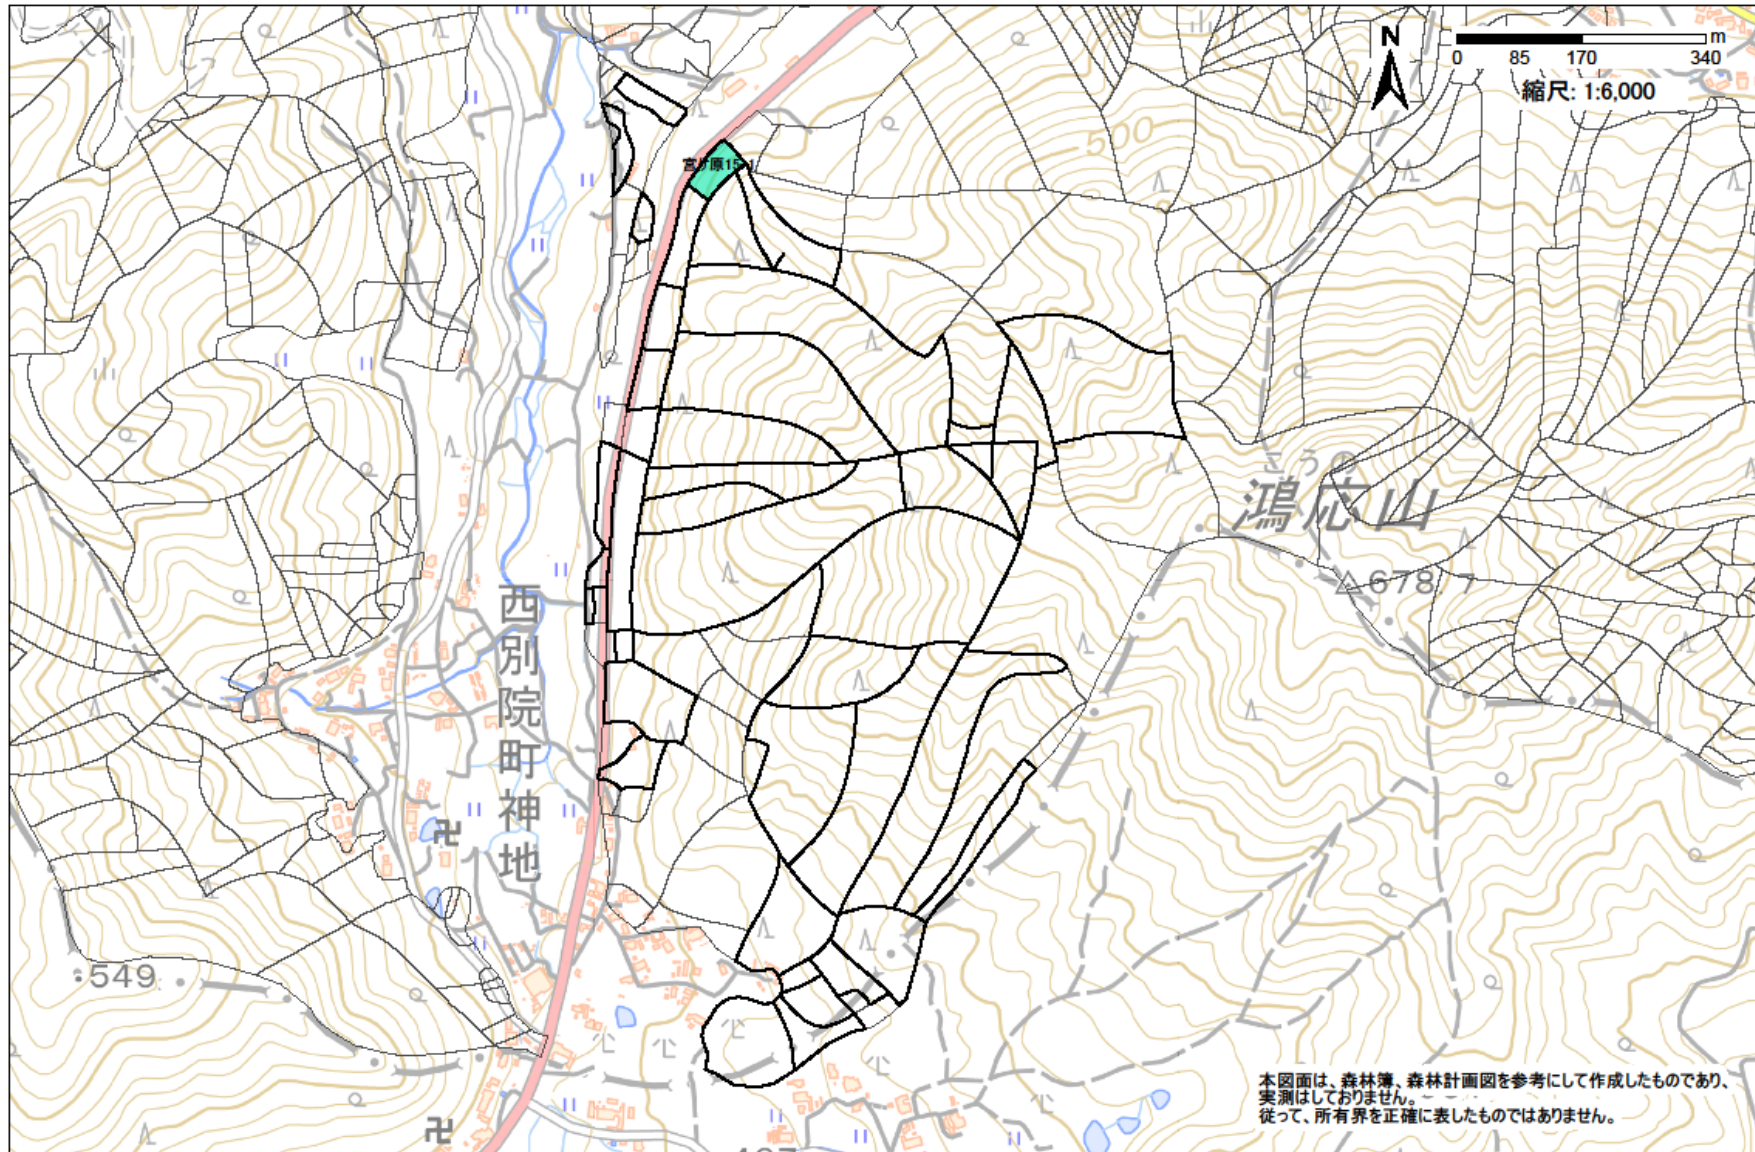 N
m
0 85 170 340
縮尺: 1:6,000
500
宮ケ原15-1
こうの
鴻応山
678.7
西別院町神地
549
本図面は、森林簿、森林計画図を参考にして作成したものであり、
実測はしておりません。
従って、所有界を正確に表したものではありません。